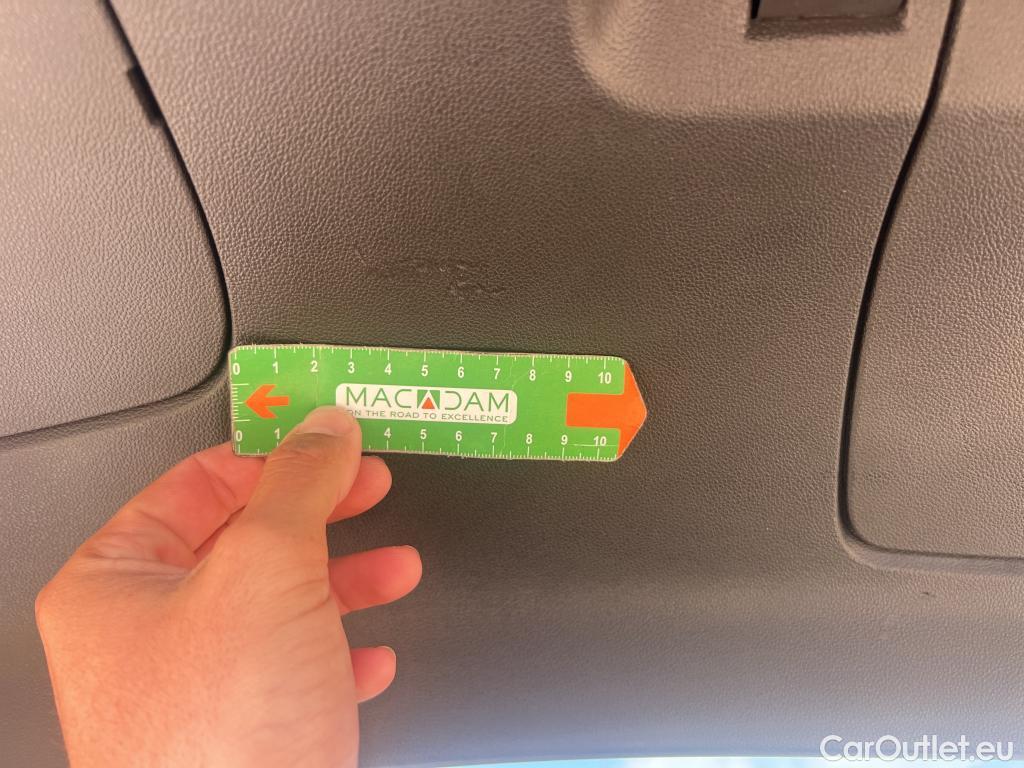 0 1 2 3 4 5 6 7 8 9 10
MACADAM
ON THE ROAD TO EXCELLENCE
0 1 4 5 6 7 8 9 10
CarOutlet.eu